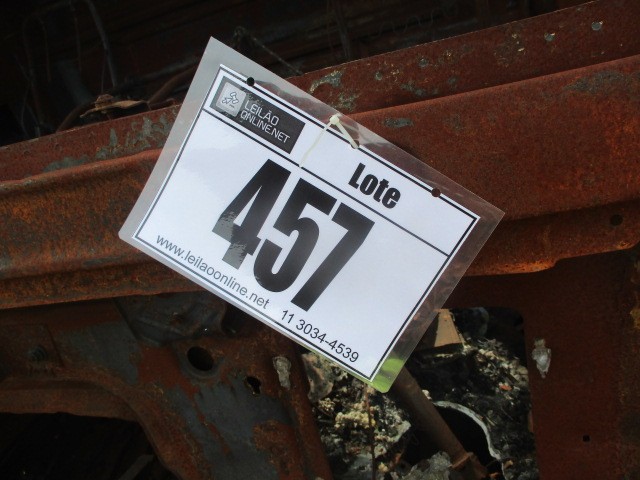 LEILÃO
ONLINE.NET
Lote
457
www.leilaoonline.net 11 3034-4539